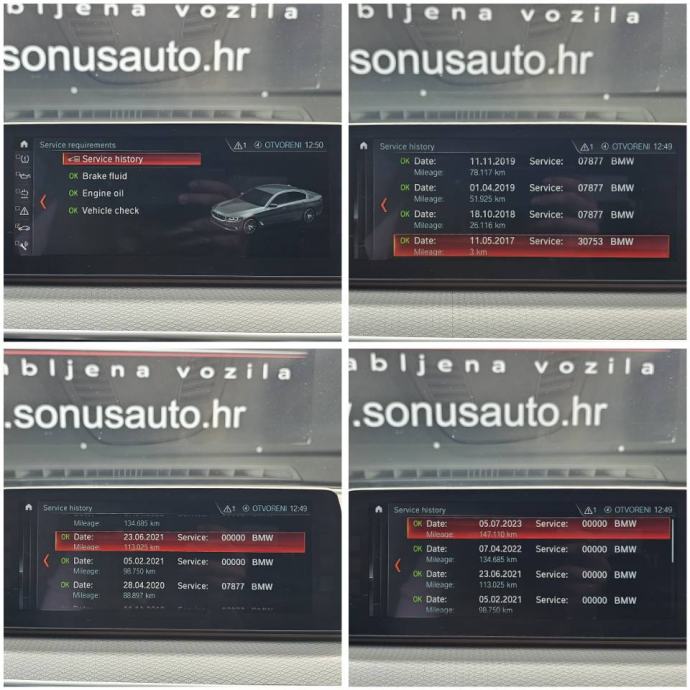 bljena vozila
sonusauto.hr
Service requirements
1 OTVORENI 12:50
Service history
OK Brake fluid
OK Engine oil
OK Vehicle check
abljena vozila
sonusauto.hr
Service history
1 OTVORENI 12:49
OK Date: 11.11.2019 Service: 07877 BMW
Mileage: 78.117 km
OK Date: 01.04.2019 Service: 07877 BMW
Mileage: 51.925 km
OK Date: 18.10.2018 Service: 07877 BMW
Mileage: 26.116 km
OK Date: 11.05.2017 Service: 30753 BMW
Mileage: 3 km
abljena vozila
.sonusauto.hr
Service history
1 OTVORENI 12:49
Mileage: 134.685 km
OK Date: 23.06.2021 Service: 00000 BMW
Mileage: 113.025 km
OK Date: 05.02.2021 Service: 00000 BMW
Mileage: 98.750 km
OK Date: 28.04.2020 Service: 07877 BMW
Mileage: 88.897 km
abljena vozila
.sonusauto.hr
Service history
1 OTVORENI 12:49
OK Date: 05.07.2023 Service: 00000 BMW
Mileage: 147.110 km
OK Date: 07.04.2022 Service: 00000 BMW
Mileage: 134.685 km
OK Date: 23.06.2021 Service: 00000 BMW
Mileage: 113.025 km
OK Date: 05.02.2021 Service: 00000 BMW
Mileage: 98.750 km